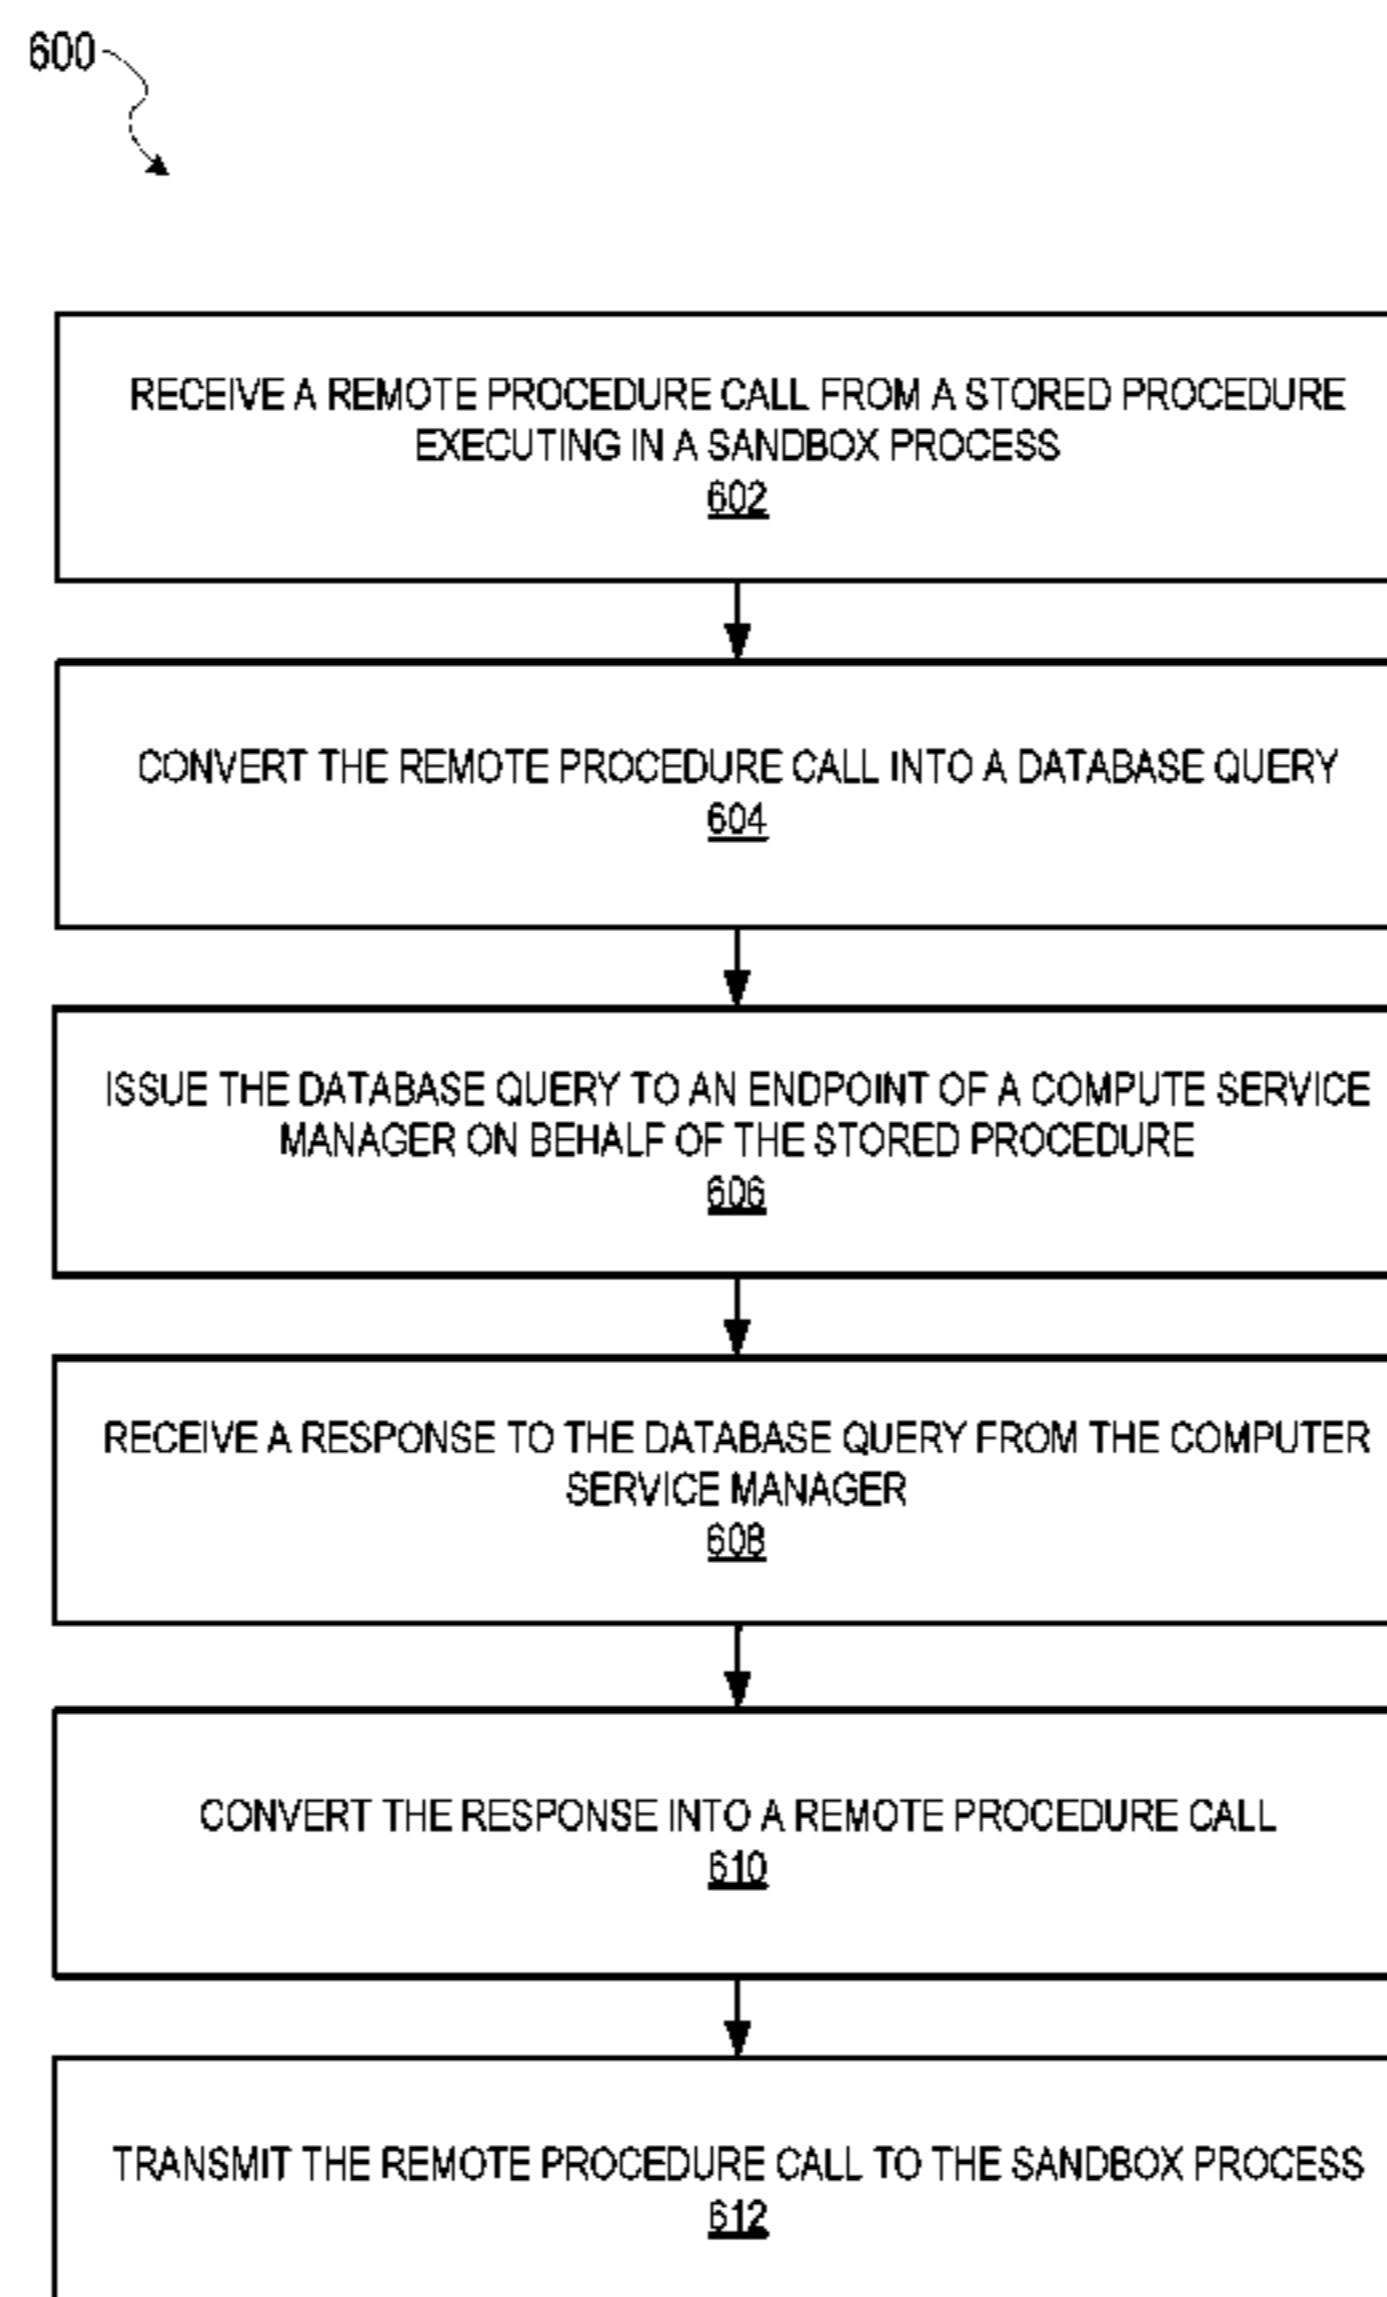 600
RECEIVE A REMOTE PROCEDURE CALL FROM A STORED PROCEDURE
EXECUTING IN A SANDBOX PROCESS
602
CONVERT THE REMOTE PROCEDURE CALL INTO A DATABASE QUERY
604
ISSUE THE DATABASE QUERY TO AN ENDPOINT OF A COMPUTE SERVICE
MANAGER ON BEHALF OF THE STORED PROCEDURE
606
RECEIVE A RESPONSE TO THE DATABASE QUERY FROM THE COMPUTER
SERVICE MANAGER
608
CONVERT THE RESPONSE INTO A REMOTE PROCEDURE CALL
610
TRANSMIT THE REMOTE PROCEDURE CALL TO THE SANDBOX PROCESS
612